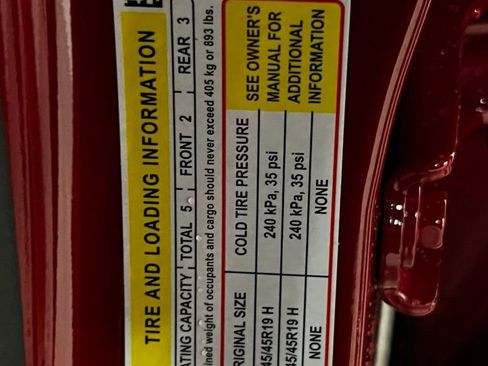 TIRE AND LOADING INFORMATION
ATING CAPACITY TOTAL 5 FRONT 2 REAR 3
ined weight of occupants and cargo should never exceed 405 kg or 893 lbs.
RIGINAL SIZE COLD TIRE PRESSURE SEE OWNER'S
45/45R19 H 240 kPa, 35 psi MANUAL FOR
45/45R19 H 240 kPa, 35 psi ADDITIONAL
NONE NONE INFORMATION